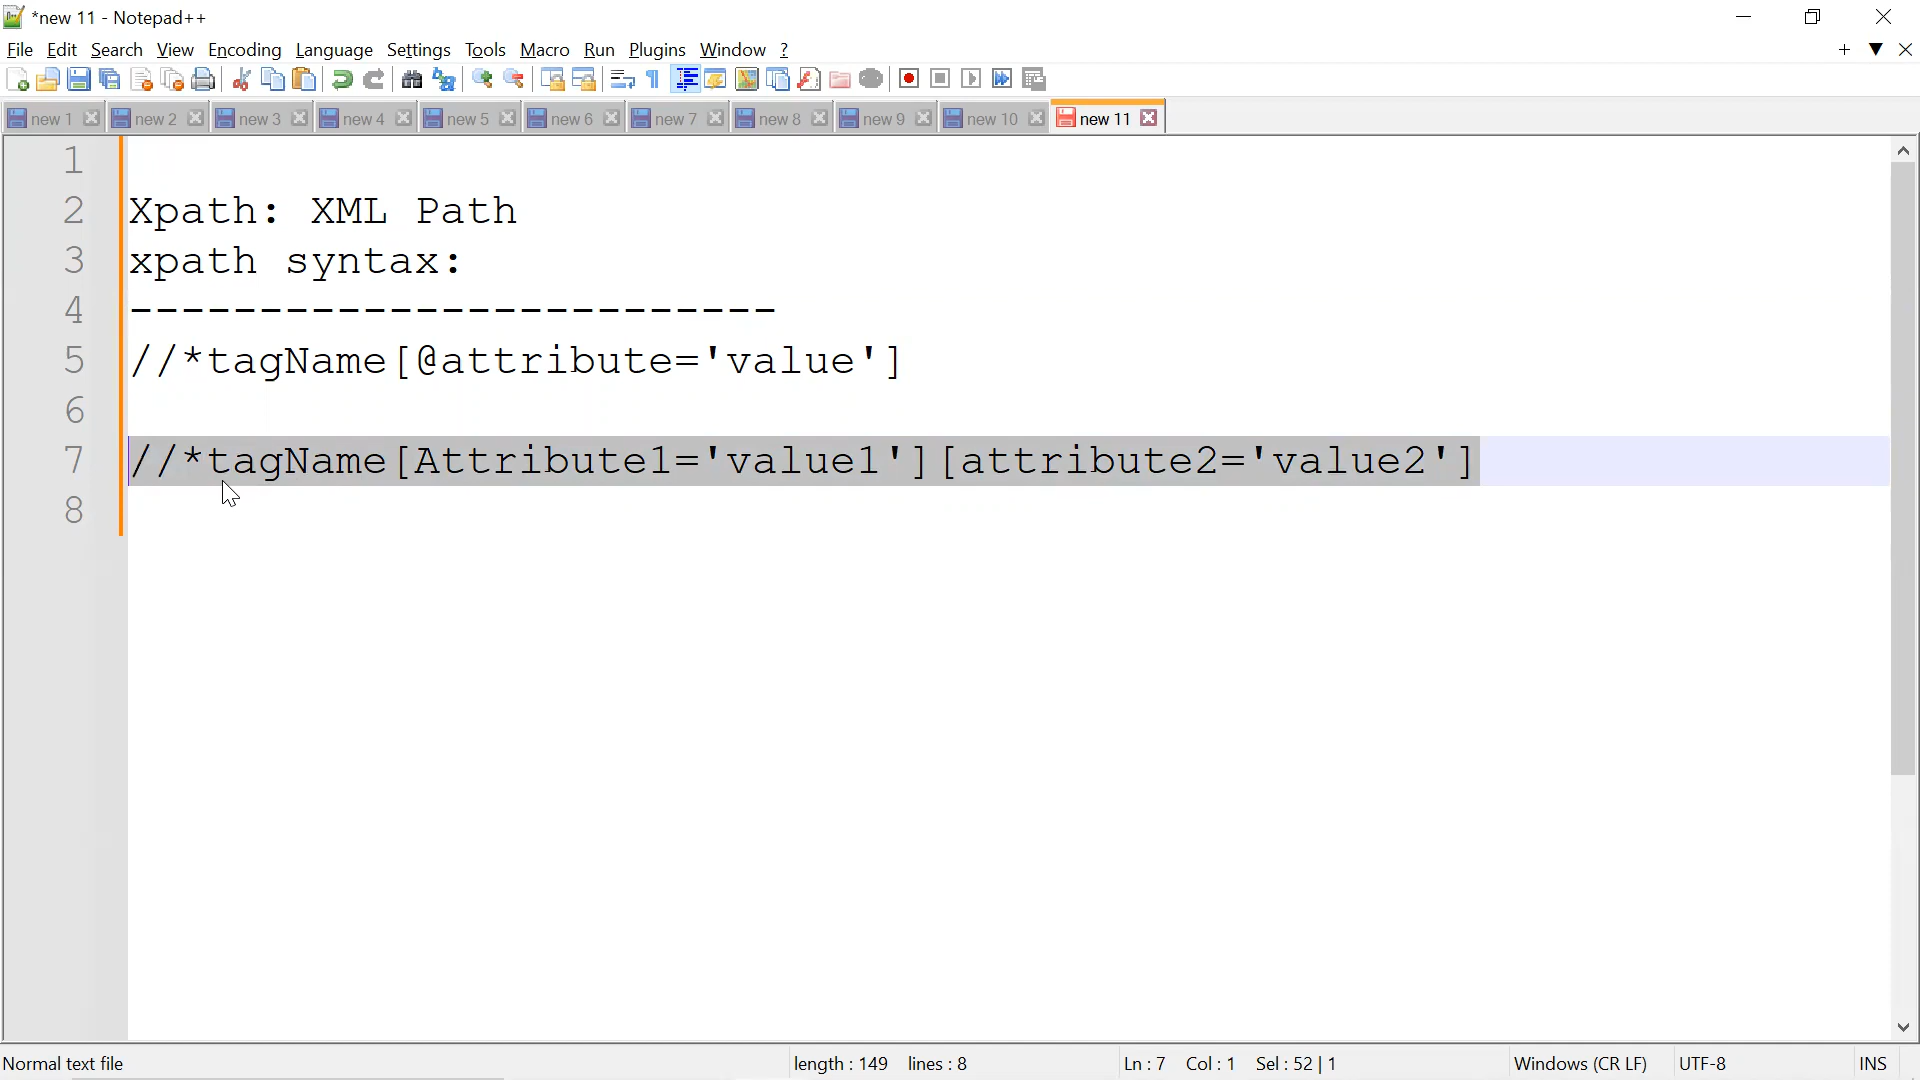 *new 11 - Notepad++
File Edit Search View Encoding Language Settings Tools Macro Run Plugins Window ?
new 1 new 2 new 3 new 4 new 5 new 6 new 7 new 8 new 9 new 10 new 11
1
2 Xpath: XML Path
3 xpath syntax:
4 -------------------------
5 //*tagName[@attribute='value']
6
7 //*tagName[Attribute1='value1'][attribute2='value2']
8
Normal text file length : 149 lines : 8 Ln : 7 Col : 1 Sel : 52 | 1 Windows (CR LF) UTF-8 INS